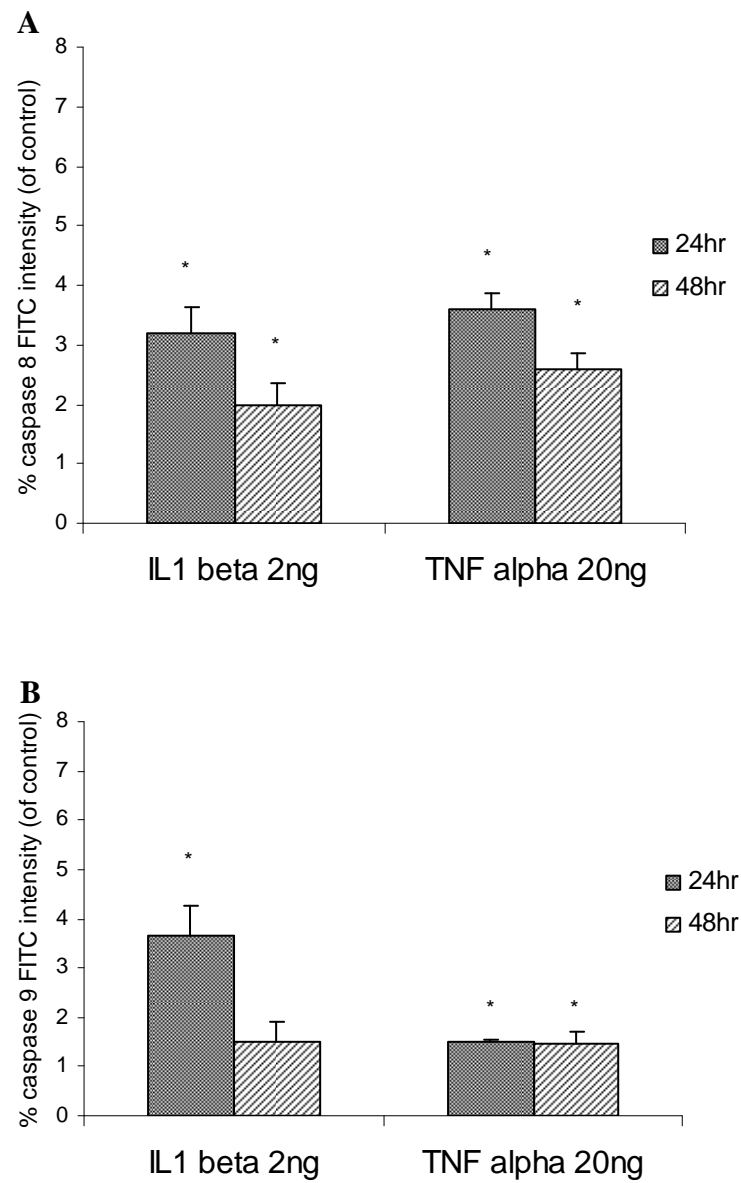 A
% caspase 8 FITC intensity (of control)
8
7
6
5
4
3
2
1
0
*
*
*
*
24hr
48hr
IL1 beta 2ng
TNF alpha 20ng
B
% caspase 9 FITC intensity (of control)
8
7
6
5
4
3
2
1
0
*
*
*
24hr
48hr
IL1 beta 2ng
TNF alpha 20ng